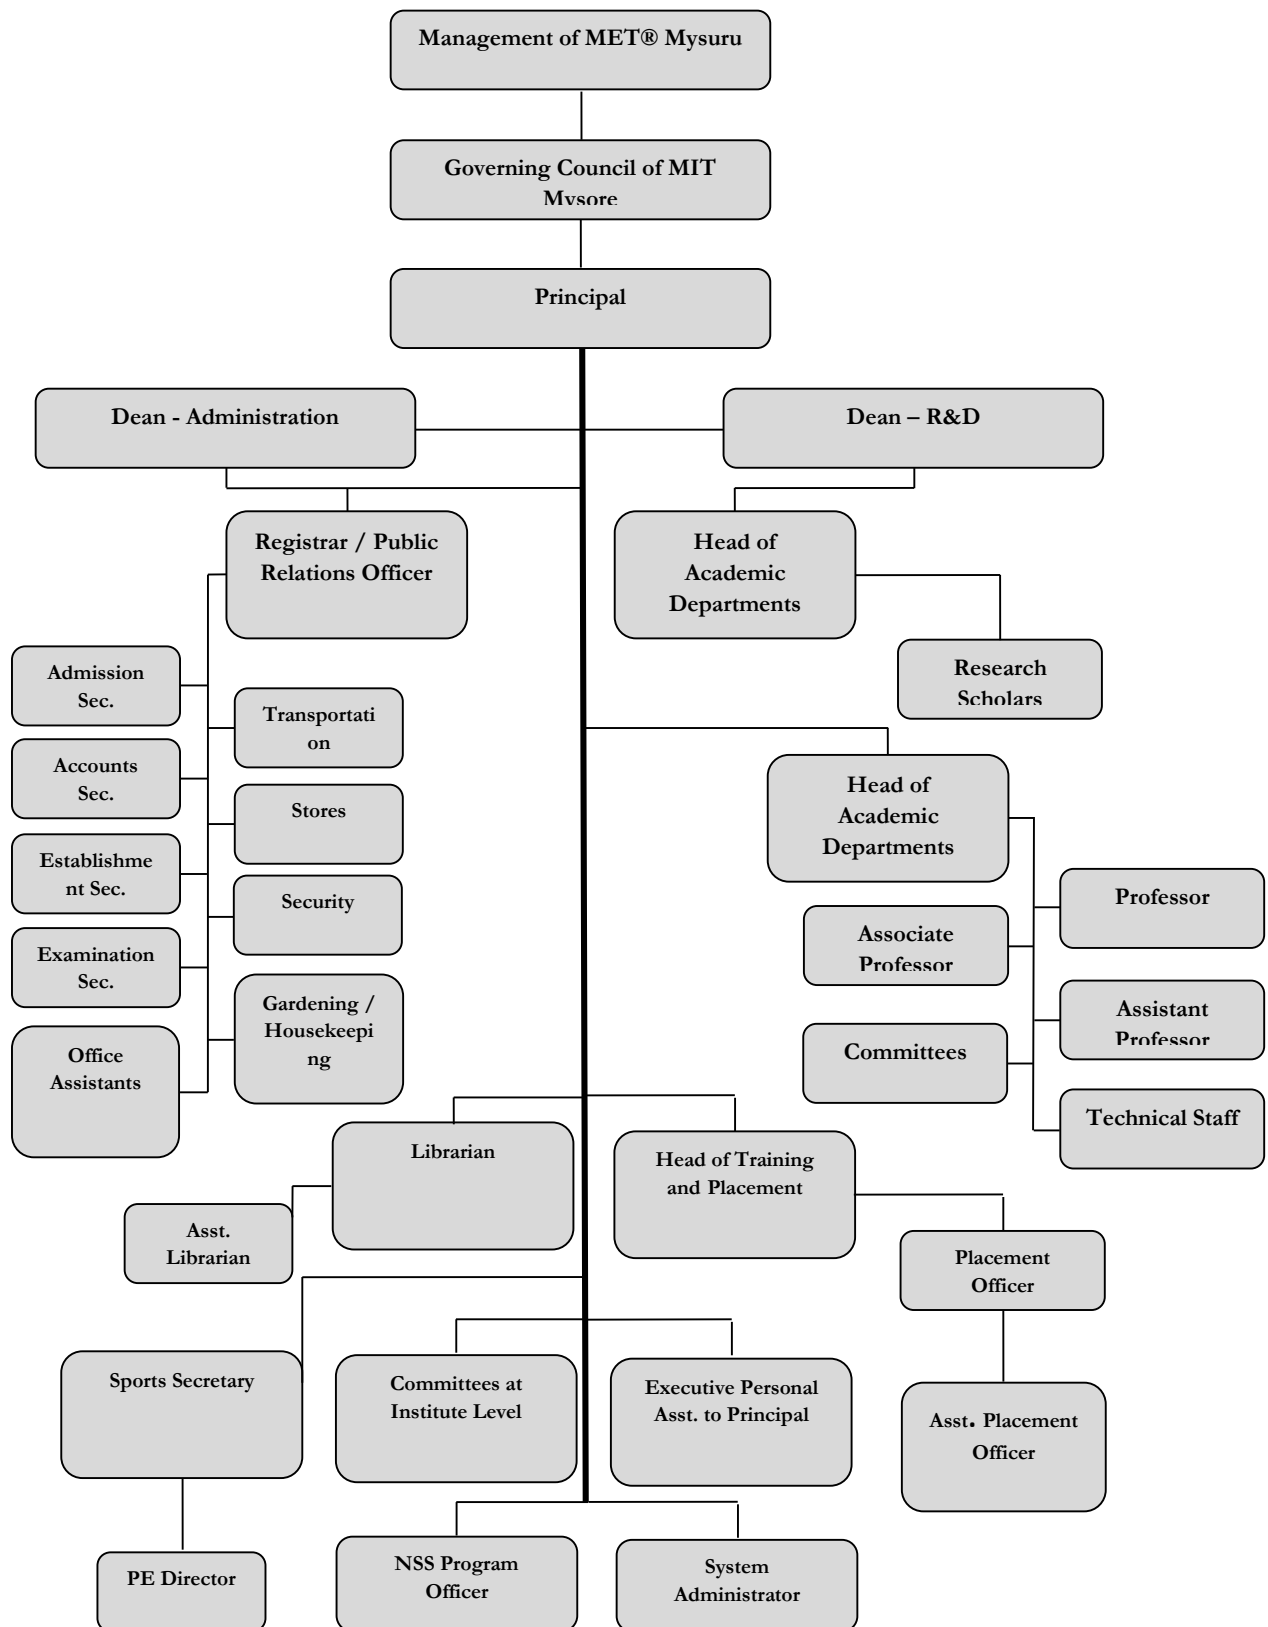 Management of MET® Mysuru
Governing Council of MIT
Mysore
Principal
Dean - Administration
Dean – R&D
Registrar / Public
Relations Officer
Head of
Academic
Departments
Admission
Sec.
Research
Scholars
Transportati
on
Accounts
Sec.
Head of
Academic
Departments
Stores
Establishme
nt Sec.
Professor
Security
Associate
Professor
Examination
Sec.
Gardening /
Housekeepi
ng
Assistant
Professor
Committees
Office
Assistants
Technical Staff
Librarian
Head of Training
and Placement
Asst.
Librarian
Placement
Officer
Sports Secretary
Committees at
Institute Level
Executive Personal
Asst. to Principal
Asst. Placement
Officer
PE Director
NSS Program
Officer
System
Administrator